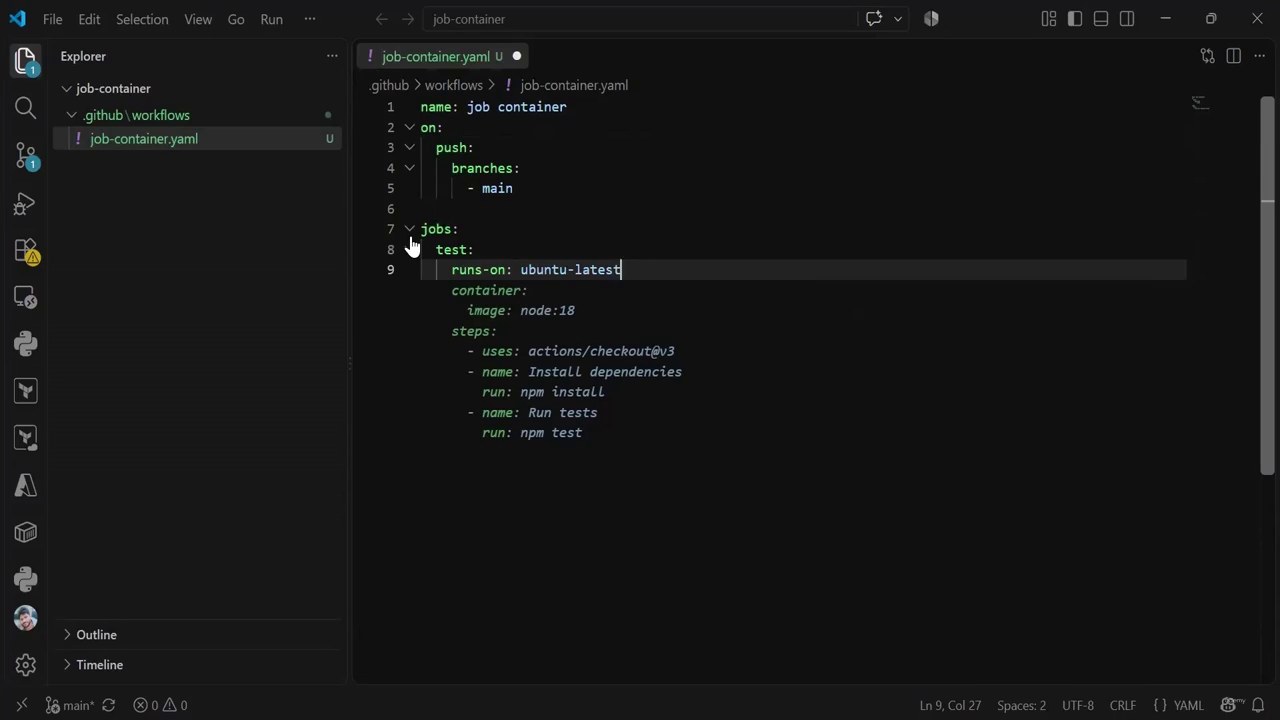 File Edit Selection View Go Run ···
job-container
Explorer ···
job-container
.github\workflows
! job-container.yaml U
! job-container.yaml U
.github > workflows > ! job-container.yaml
1 name: job container
2 on:
3 push:
4 branches:
5 - main
6
7 jobs:
8 test:
9 runs-on: ubuntu-latest
container:
image: node:18
steps:
- uses: actions/checkout@v3
- name: Install dependencies
run: npm install
- name: Run tests
run: npm test
1
1
Outline
Timeline
main* 0 0 Ln 9, Col 27 Spaces: 2 UTF-8 CRLF { } YAML